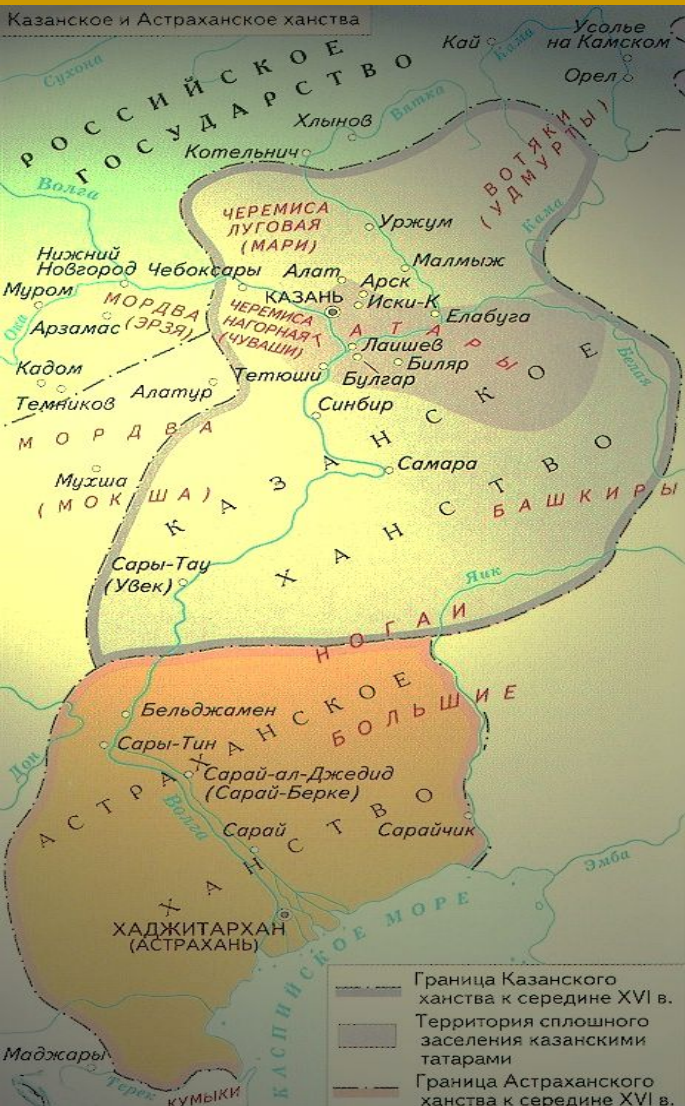 Казанское и Астраханское ханства
Усолье
на Камском
Кай
Кама
Орел
Сухона
РОССИЙСКОЕ
ГОСУДАРСТВО
Хлынов
Вятка
Котельнич
ВОТЯКИ
(УДМУРТЫ)
Волга
Кама
ЧЕРЕМИСА
ЛУГОВАЯ
(МАРИ)
Уржум
Малмыж
Нижний
Новгород
Чебоксары
Алат
Арск
Муром
МОРДВА
(ЭРЗЯ)
КАЗАНЬ
Иски-К
Елабуга
Ока
Арзамас
ЧЕРЕМИСА
НАГОРНАЯ
(ЧУВАШИ)
ТАТАРЫ
Лаишев
Биляр
Белая
Кадом
Темников
Алатур
Тетюши
Булгар
Синбир
МОРДВА
(МОКША)
Мухша
Самара
КАЗАНСКОЕ
ХАНСТВО
БАШКИРЫ
Сары-Тау
(Увек)
Яик
НОГАИ
БОЛЬШИЕ
Бельджамен
Сары-Тин
Дон
АСТРАХАНСКОЕ
ХАНСТВО
Сарай-ал-Джедид
(Сарай-Берке)
Волга
Сарай
Сарайчик
Эмба
ХАДЖИТАРХАН
(АСТРАХАНЬ)
КАСПИЙСКОЕ МОРЕ
Маджары
Терек
КУМЫКИ
Граница Казанского
ханства к середине XVI в.
Территория сплошного
заселения казанскими
татарами
Граница Астраханского
ханства к середине XVI в.